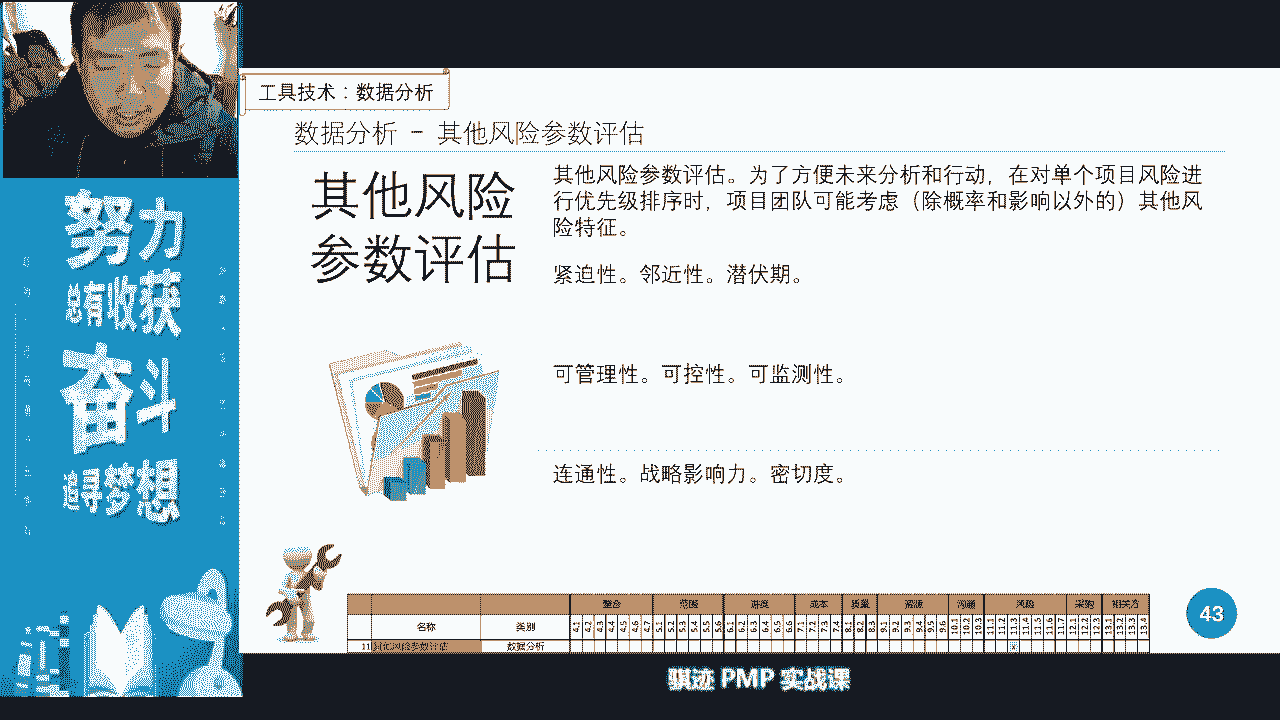 工具技术：数据分析
数据分析 - 其他风险参数评估
其他风险
参数评估
其他风险参数评估。为了方便未来分析和行动，在对单个项目风险进
行优先级排序时，项目团队可能考虑（除概率和影响以外的）其他风
险特征。
紧迫性。邻近性。潜伏期。
可管理性。可控性。可监测性。
连通性。战略影响力。密切度。
努力
总有收获
奋斗
追寻梦想
整合 范围 进度 成本 质量 资源 沟通 风险 采购 相关方
名称 类别 4.1 4.2 4.3 4.4 4.5 4.6 4.7 5.1 5.2 5.3 5.4 5.5 5.6 6.1 6.2 6.3 6.4 6.5 6.6 7.1 7.2 7.3 7.4 8.1 8.2 8.3 9.1 9.2 9.3 9.4 9.5 9.6 10.1 10.2 10.3 11.1 11.2 11.3 11.4 11.5 11.6 11.7 12.1 12.2 12.3 13.1 13.2 13.3 13.4
11 其他风险参数评估 数据分析
43
骐迹 PMP 实战课